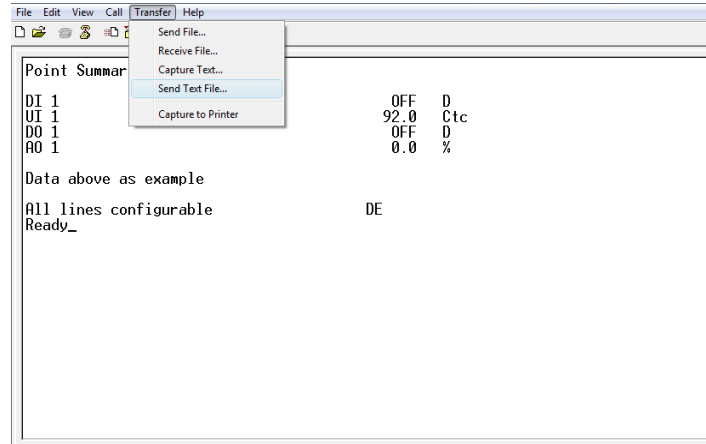 File Edit View Call Transfer Help
Send File...
Receive File...
Capture Text...
Send Text File...
Capture to Printer
Point Summar
DI 1 OFF D
UI 1 92.0 Ctc
DO 1 OFF D
AO 1 0.0 %
Data above as example
All lines configurable DE
Ready_